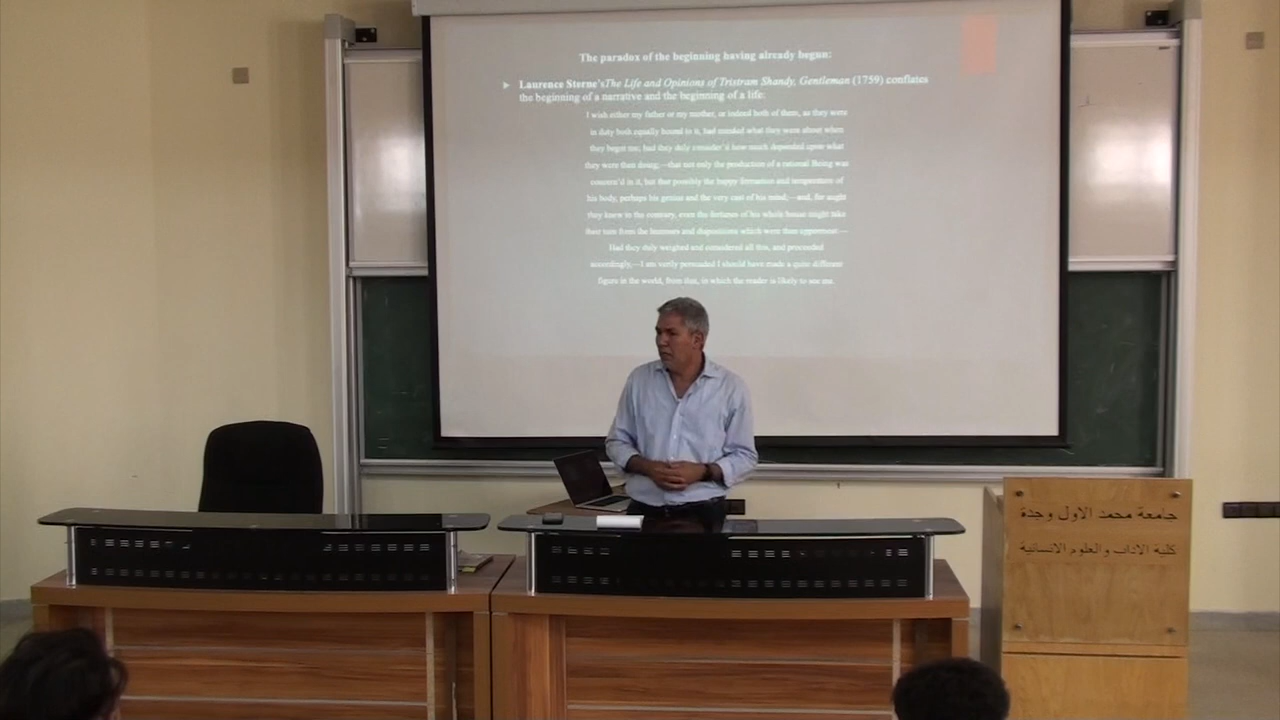 The paradox of the beginning having already begun:
➤ Laurence Sterne'sThe Life and Opinions of Tristram Shandy, Gentleman (1759) conflates
the beginning of a narrative and the beginning of a life:
I wish either my father or my mother, or indeed both of them, as they were
in duty both equally bound to it, had minded what they were about when
they begot me; had they duly consider'd how much depended upon what
they were then doing;—that not only the production of a rational Being was
concern'd in it, but that possibly the happy formation and temperature of
his body, perhaps his genius and the very cast of his mind;—and, for aught
they knew to the contrary, even the fortunes of his whole house might take
their turn from the humours and dispositions which were then uppermost:—
Had they duly weighed and considered all this, and proceeded
accordingly,—I am verily persuaded I should have made a quite different
figure in the world, from that, in which the reader is likely to see me.
جامعة محمد الاول وجدة
كلية الاداب والعلوم الانسانية